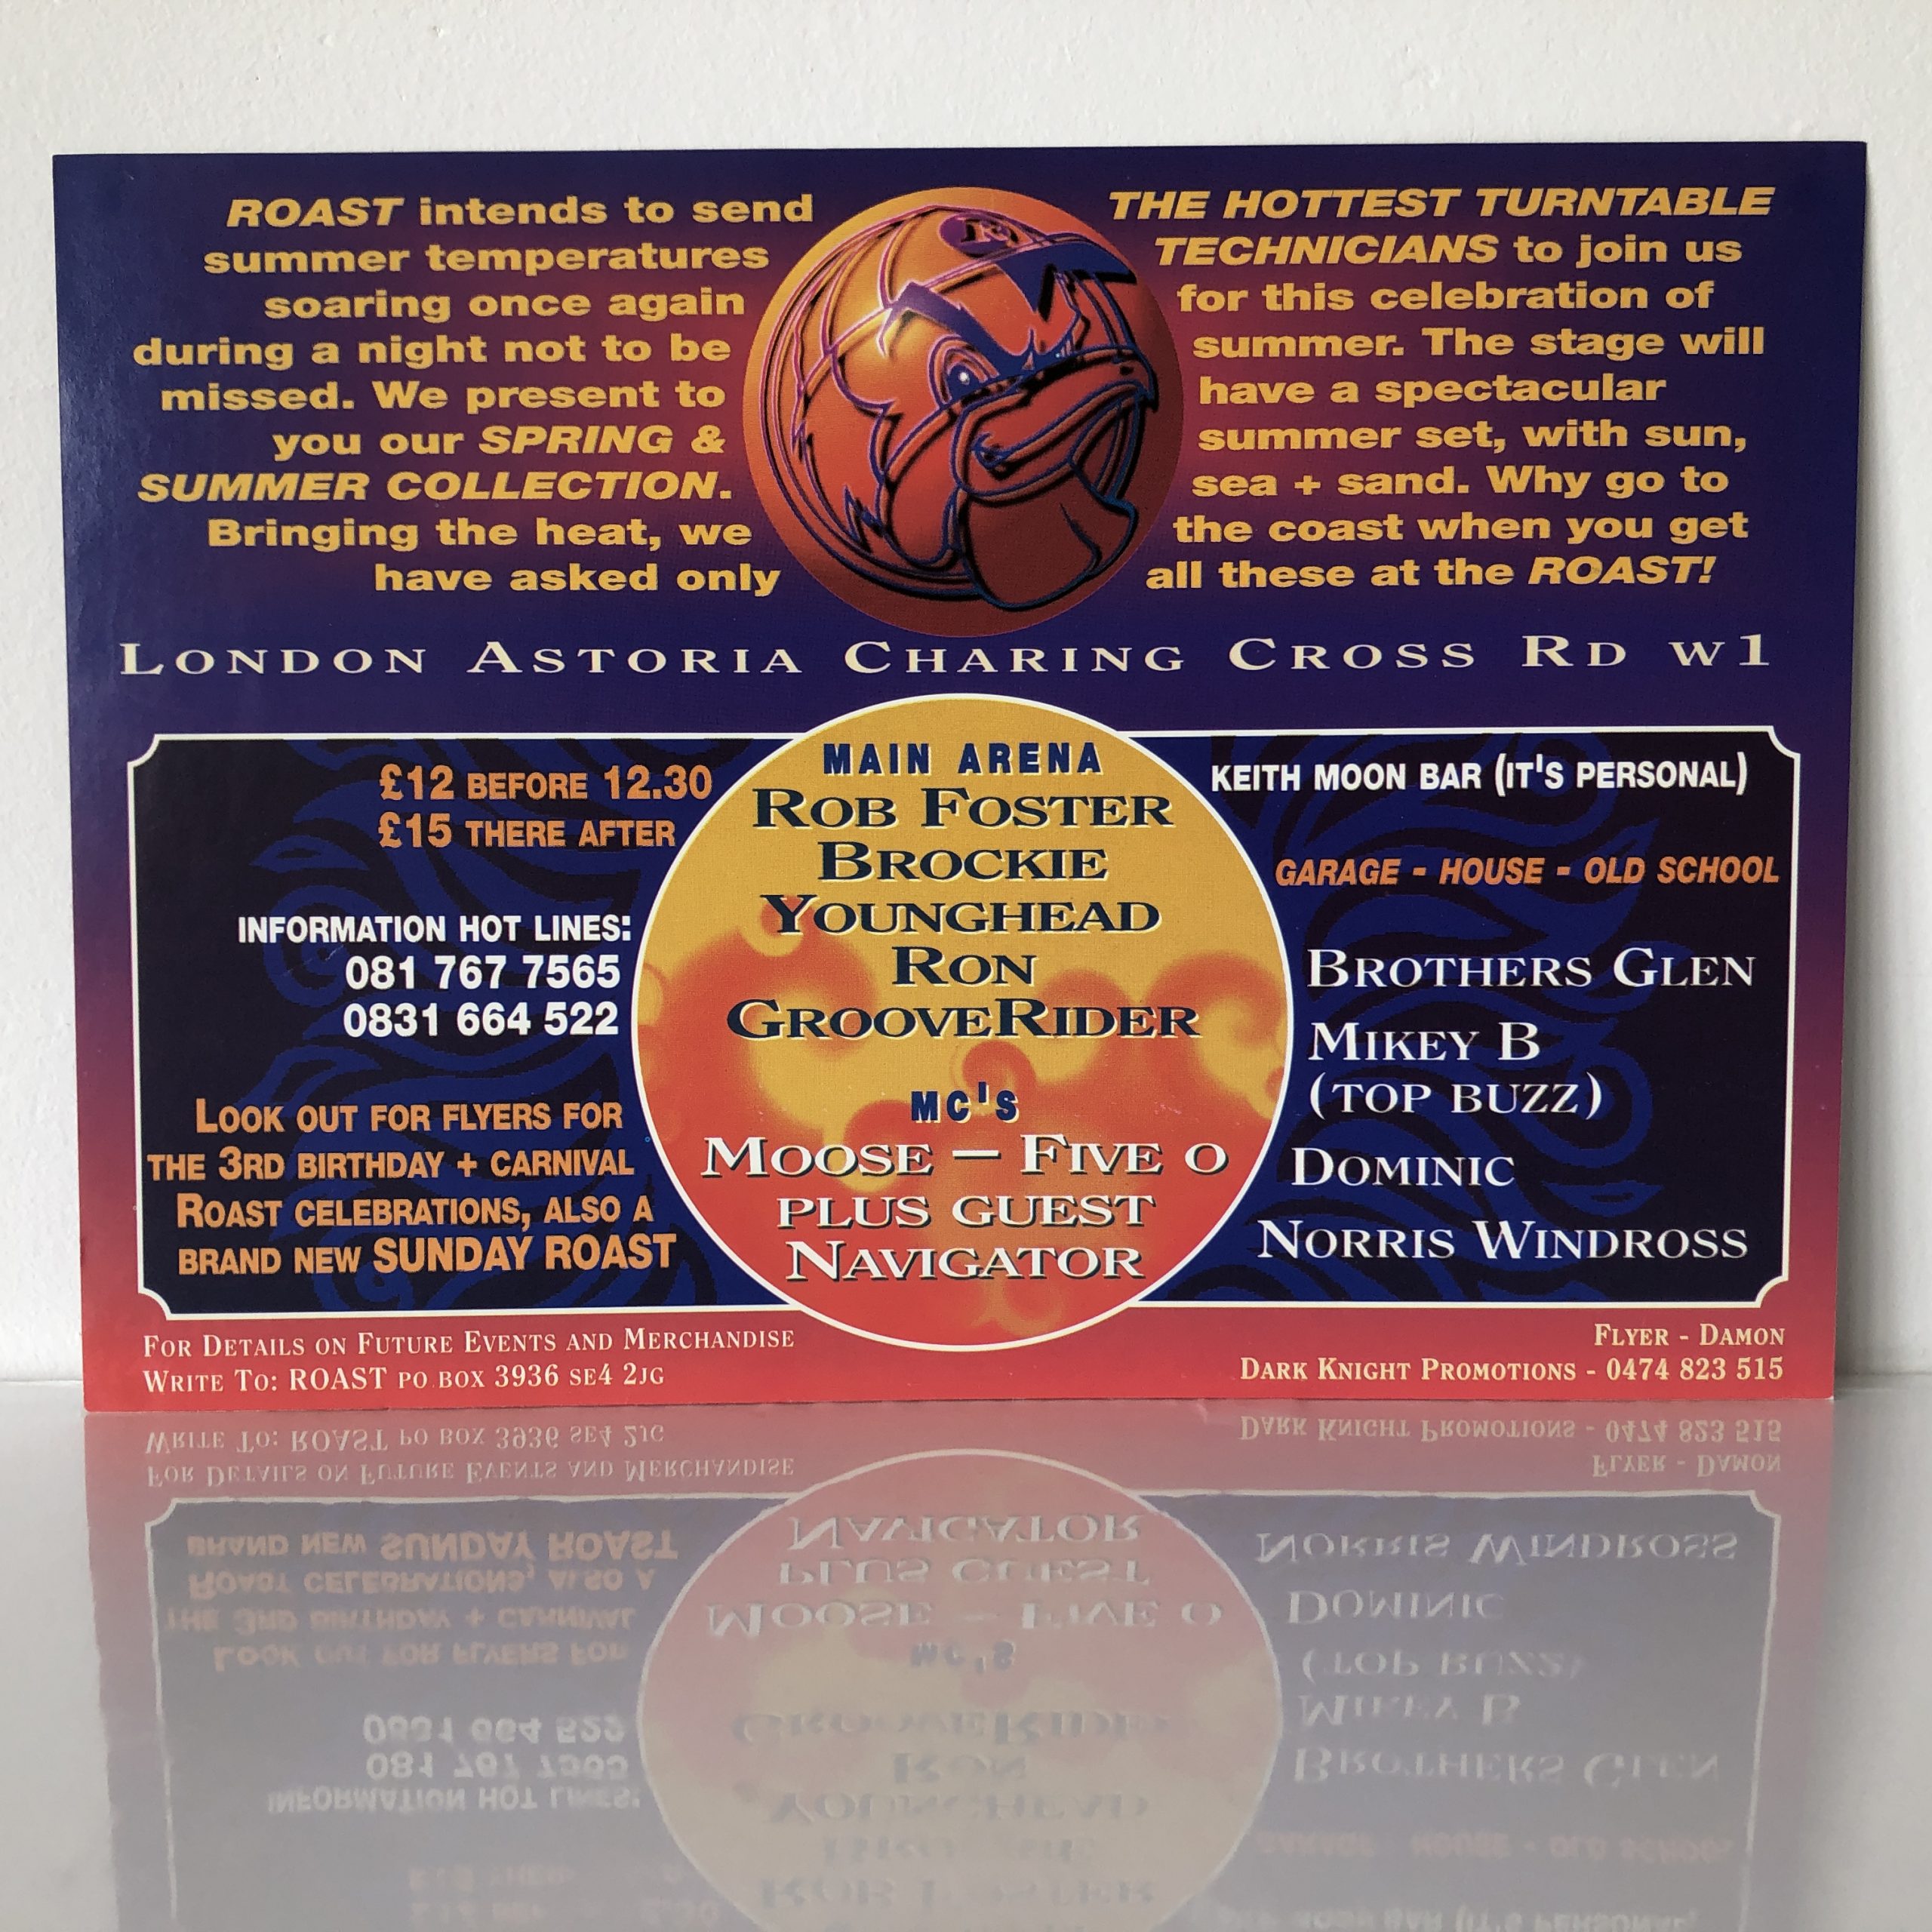 ROAST intends to send
summer temperatures
soaring once again
during a night not to be
missed. We present to
you our SPRING &
SUMMER COLLECTION.
Bringing the heat, we
have asked only
THE HOTTEST TURNTABLE
TECHNICIANS to join us
for this celebration of
summer. The stage will
have a spectacular
summer set, with sun,
sea + sand. Why go to
the coast when you get
all these at the ROAST!
LONDON ASTORIA CHARING CROSS RD W1
£12 BEFORE 12.30
£15 THERE AFTER
INFORMATION HOT LINES:
081 767 7565
0831 664 522
LOOK OUT FOR FLYERS FOR
THE 3RD BIRTHDAY + CARNIVAL
ROAST CELEBRATIONS, ALSO A
BRAND NEW SUNDAY ROAST
MAIN ARENA
ROB FOSTER
BROCKIE
YOUNGHEAD
RON
GROOVERIDER
MC'S
MOOSE – FIVE O
PLUS GUEST
NAVIGATOR
KEITH MOON BAR (IT'S PERSONAL)
GARAGE - HOUSE - OLD SCHOOL
BROTHERS GLEN
MIKEY B
(TOP BUZZ)
DOMINIC
NORRIS WINDROSS
FOR DETAILS ON FUTURE EVENTS AND MERCHANDISE
WRITE TO: ROAST PO BOX 3936 SE4 2JG
FLYER - DAMON
DARK KNIGHT PROMOTIONS - 0474 823 515